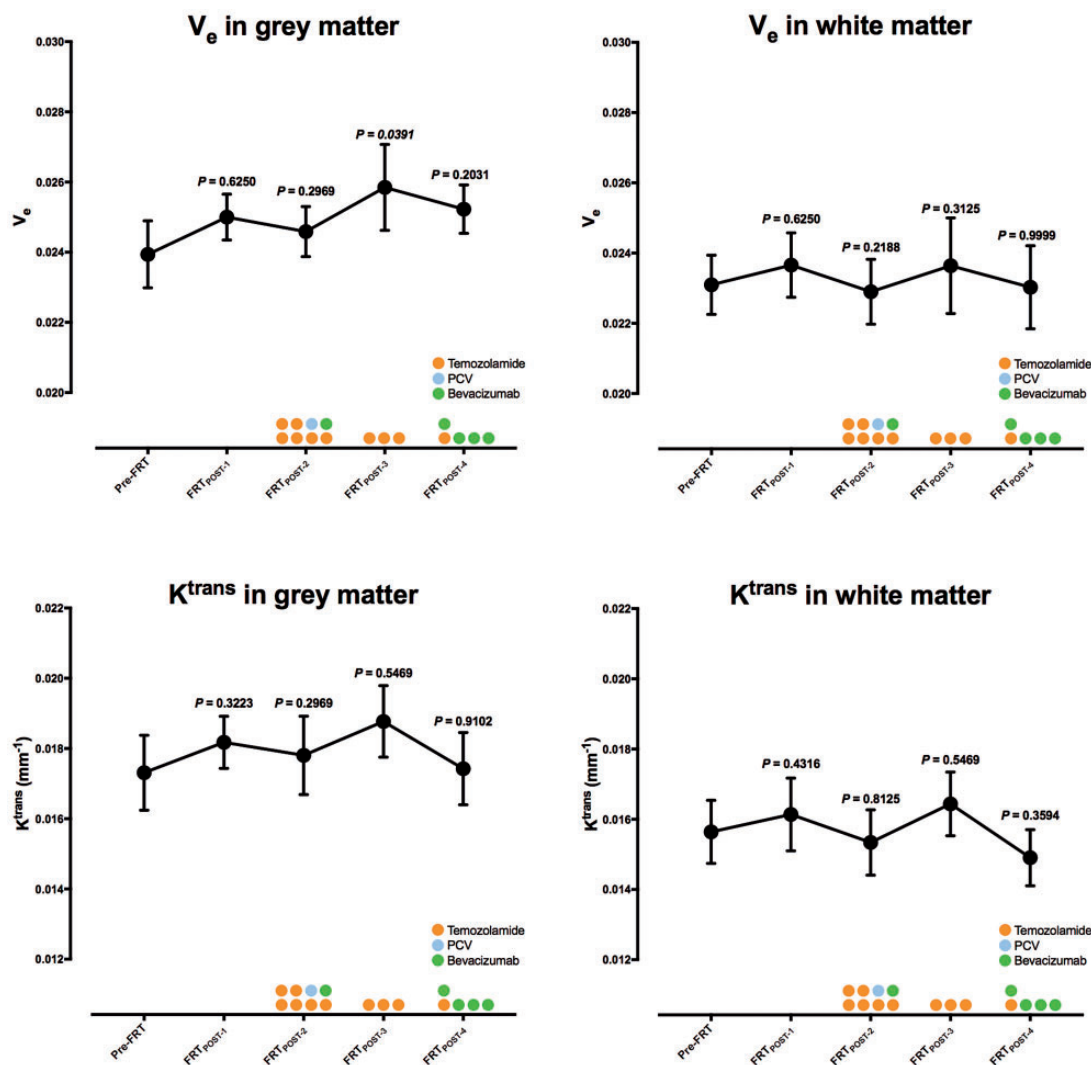 Ve in grey matter
0.030
0.028
0.026
0.024
0.022
0.020
Ve
P = 0.6250
P = 0.2969
P = 0.0391
P = 0.2031
Temozolamide
PCV
Bevacizumab
Pre-FRT
FRTPOST-1
FRTPOST-2
FRTPOST-3
FRTPOST-4
Ve in white matter
0.030
0.028
0.026
0.024
0.022
0.020
Ve
P = 0.6250
P = 0.2188
P = 0.3125
P = 0.9999
Temozolamide
PCV
Bevacizumab
Pre-FRT
FRTPOST-1
FRTPOST-2
FRTPOST-3
FRTPOST-4
Ktrans in grey matter
0.022
0.020
0.018
0.016
0.014
0.012
Ktrans (mm-1)
P = 0.3223
P = 0.2969
P = 0.5469
P = 0.9102
Temozolamide
PCV
Bevacizumab
Pre-FRT
FRTPOST-1
FRTPOST-2
FRTPOST-3
FRTPOST-4
Ktrans in white matter
0.022
0.020
0.018
0.016
0.014
0.012
Ktrans (mm-1)
P = 0.4316
P = 0.8125
P = 0.5469
P = 0.3594
Temozolamide
PCV
Bevacizumab
Pre-FRT
FRTPOST-1
FRTPOST-2
FRTPOST-3
FRTPOST-4